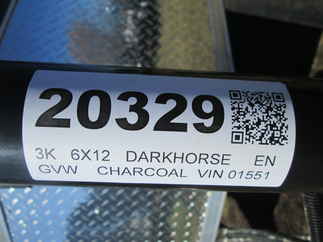 20329
3K 6X12 DARKHORSE EN
GVW CHARCOAL VIN 01551